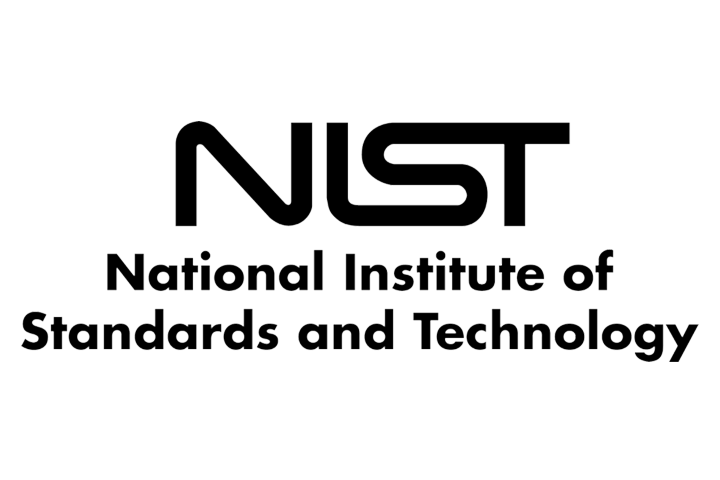 NIST
National Institute of
Standards and Technology